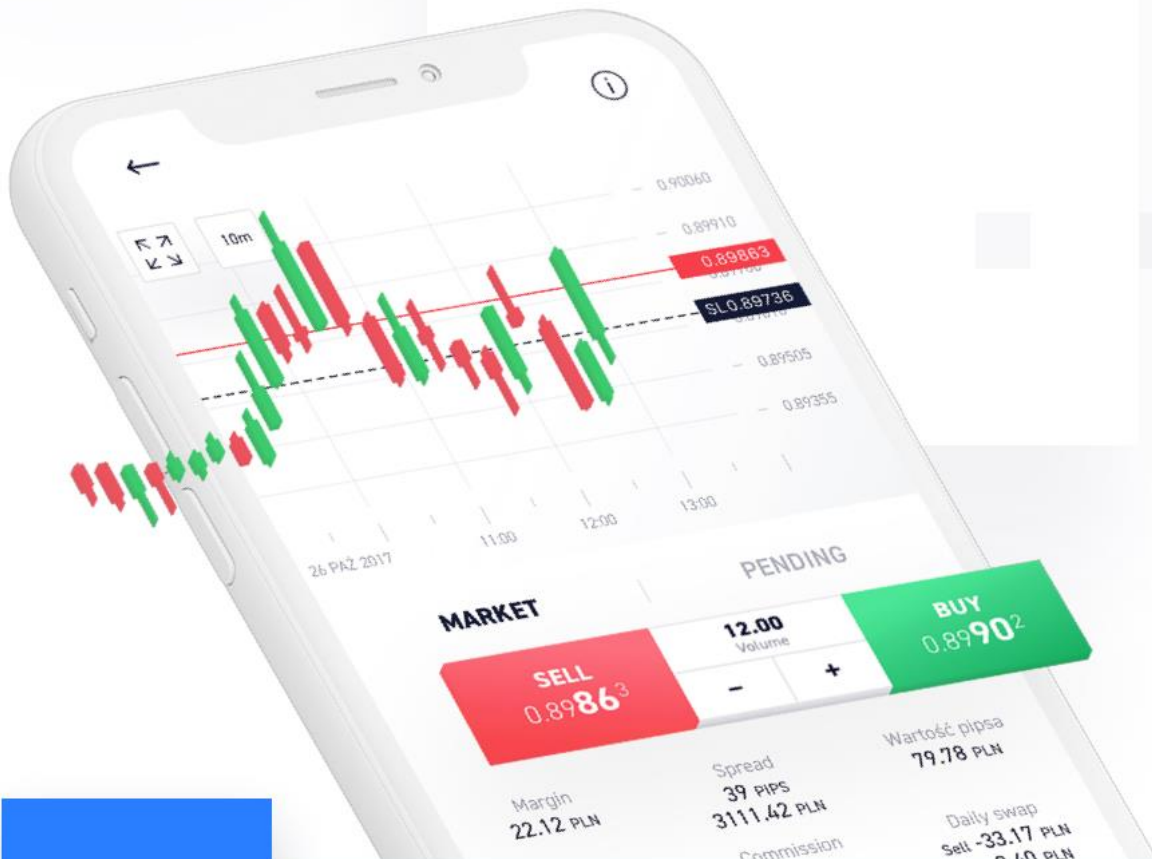 10m
0.90060
0.89910
0.89863
SL0.89736
0.89505
0.89355
26 PAŹ 2017
11:00
12:00
13:00
MARKET
PENDING
SELL
0.89863
12.00
Volume
-
+
BUY
0.89902
Margin
22.12 PLN
Spread
39 PIPS
3111.42 PLN
Wartość pipsa
79.78 PLN
Commission
Daily swap
Sell -33.17 PLN
PLN